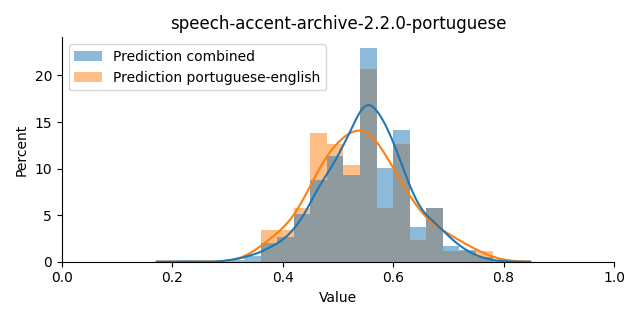 speech-accent-archive-2.2.0-portuguese
Prediction combined
Prediction portuguese-english
Percent
20
15
10
5
0
0.0 0.2 0.4 0.6 0.8 1.0
Value